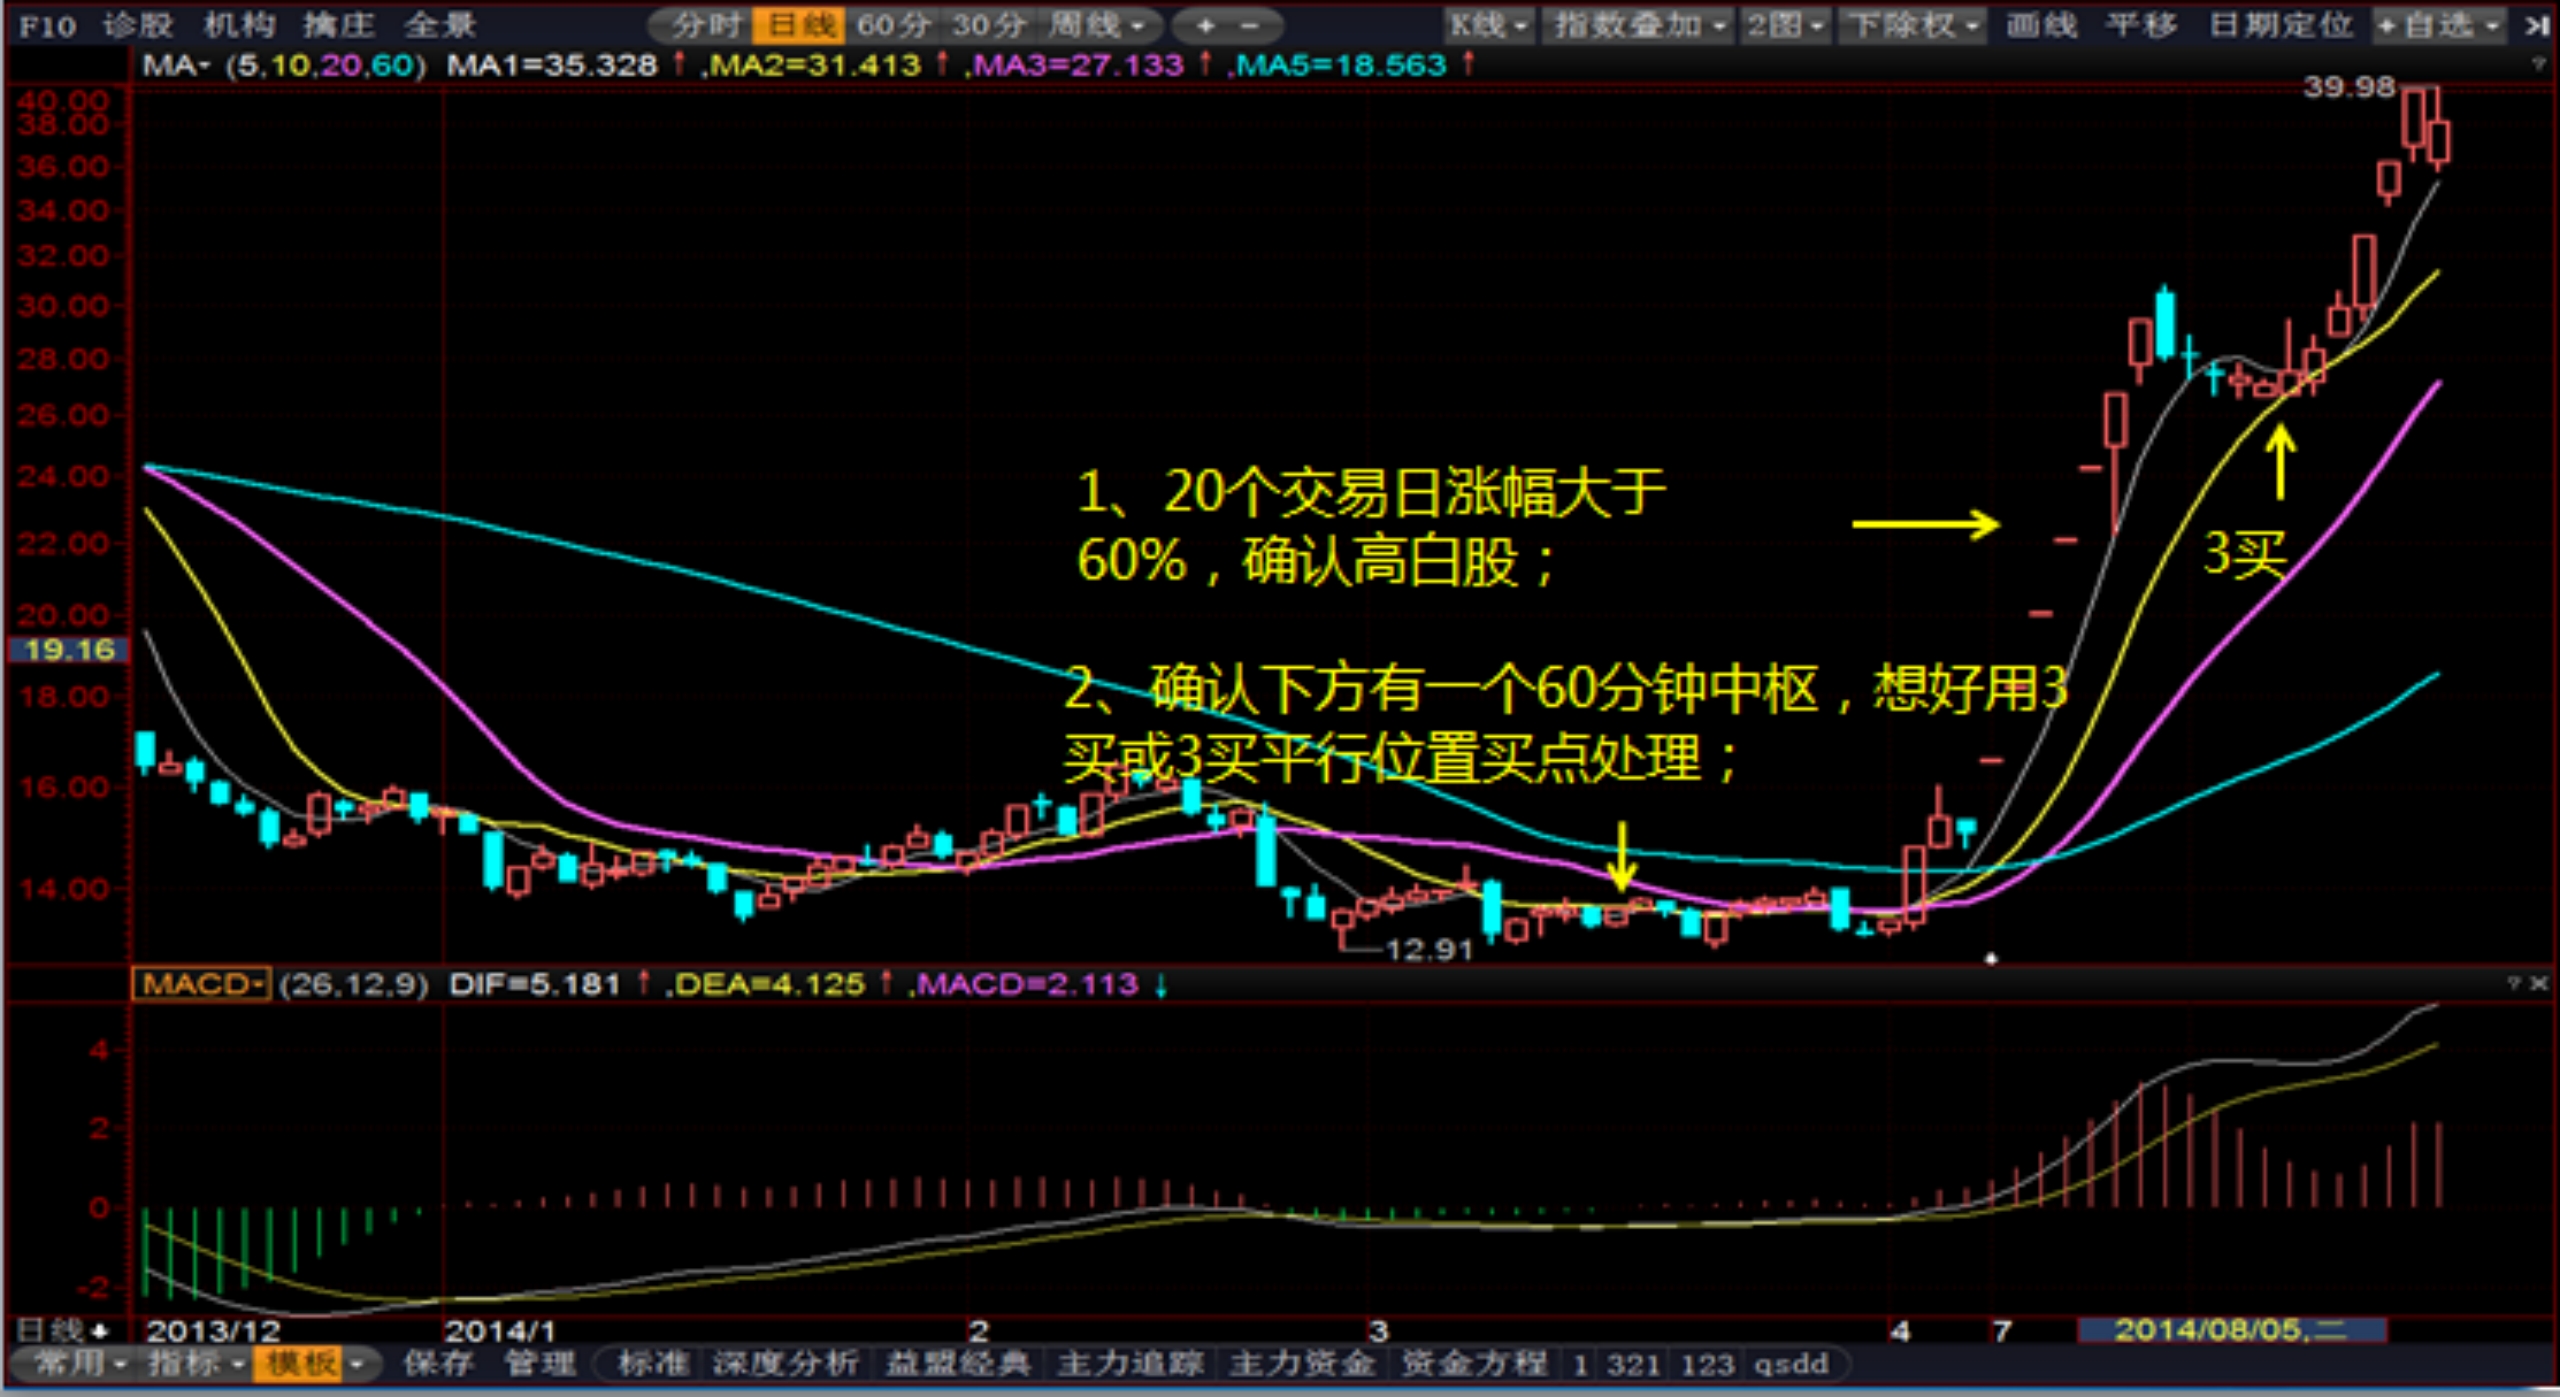 F10 诊股 机构 擒庄 全景 分时 日线 60分 30分 周线 + - K线 指数叠加 2图 下除权 画线 平移 日期定位 +自选
MA (5,10,20,60) MA1=35.328↑,MA2=31.413↑,MA3=27.133↑,MA5=18.563↑
39.98
40.00
38.00
36.00
34.00
32.00
30.00
28.00
26.00
24.00
22.00
20.00
19.16
18.00
16.00
14.00
1、20个交易日涨幅大于
60%，确认高白股；
3买
2、确认下方有一个60分钟中枢，想好用3
买或3买平行位置买点处理；
12.91
MACD (26,12,9) DIF=5.181↑,DEA=4.125↑,MACD=2.113↓
4
2
0
-2
日线 2013/12 2014/1 2 3 4 7 2014/08/05,二
常用 指标 模板 保存 管理 标准 深度分析 益盟经典 主力追踪 主力资金 资金方程 1 321 123 qsdd